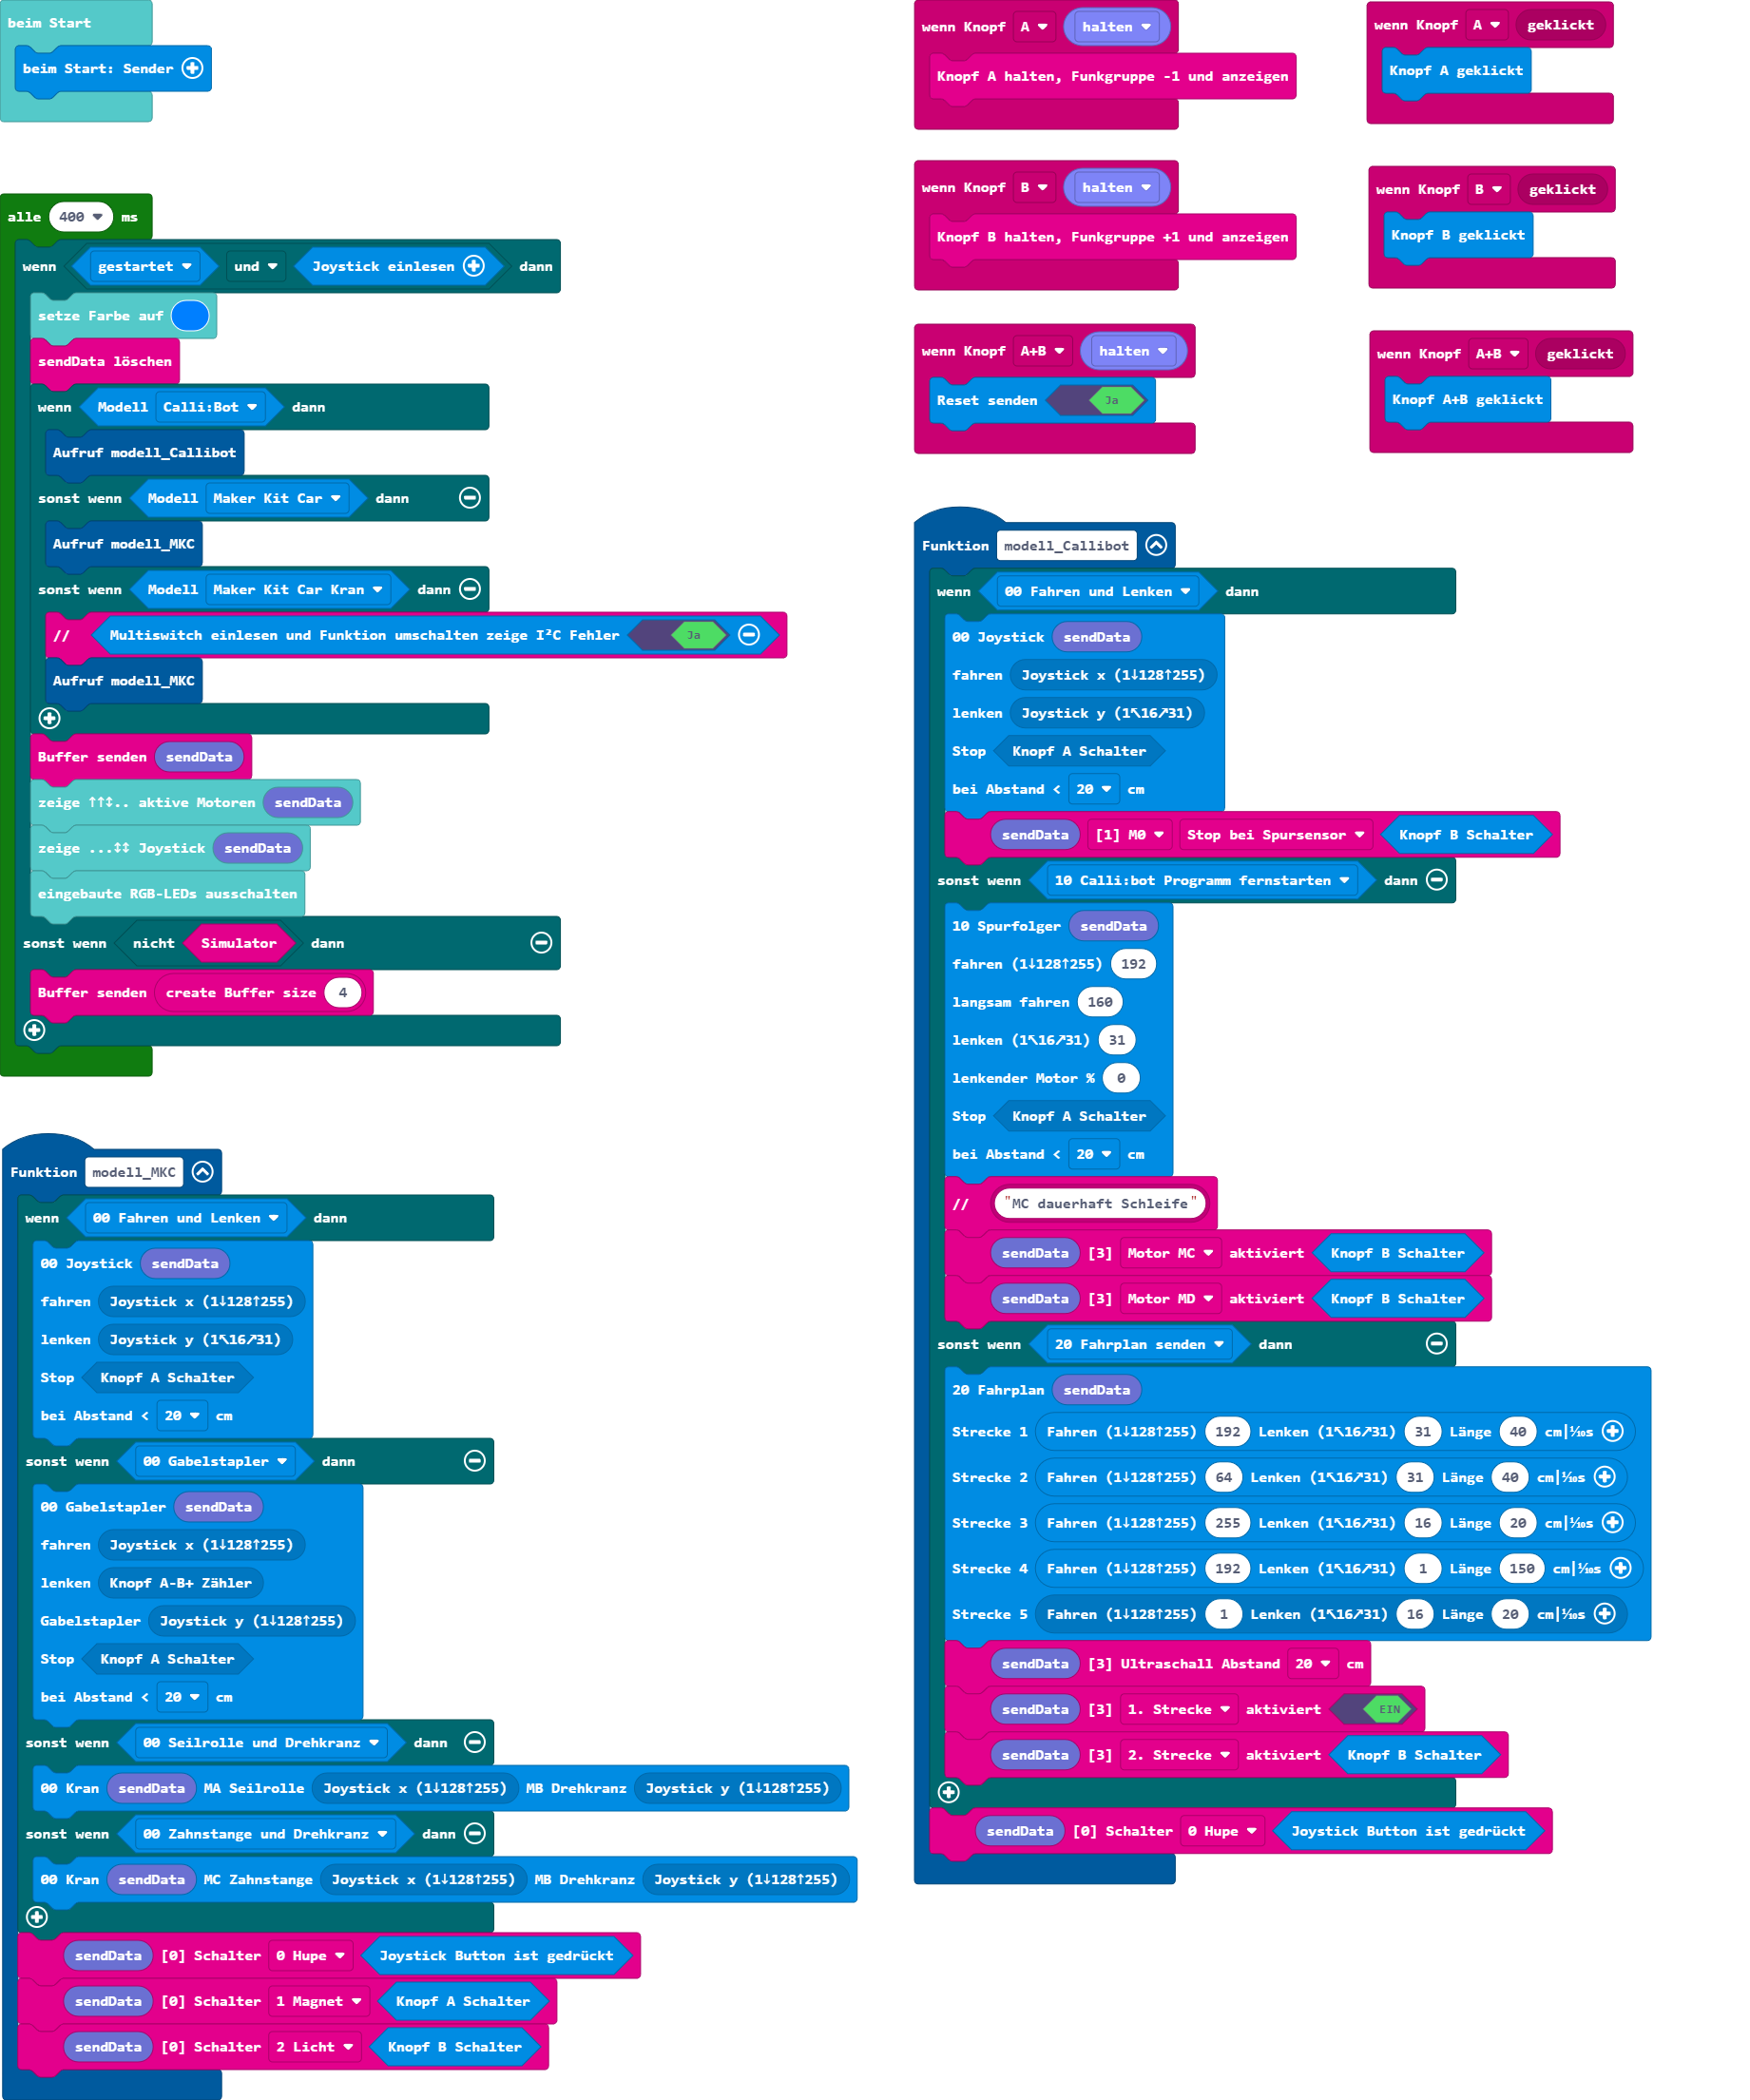 beim Start
beim Start: Sender
alle 400 ms
wenn gestartet und Joystick einlesen dann
setze Farbe auf
sendData löschen
wenn Modell Calli:Bot dann
Aufruf modell_Callibot
sonst wenn Modell Maker Kit Car dann
Aufruf modell_MKC
sonst wenn Modell Maker Kit Car Kran dann
// Multiswitch einlesen und Funktion umschalten zeige I²C Fehler Ja
Aufruf modell_MKC
Buffer senden sendData
zeige ↑↑↕.. aktive Motoren sendData
zeige ...↕↕ Joystick sendData
eingebaute RGB-LEDs ausschalten
sonst wenn nicht Simulator dann
Buffer senden create Buffer size 4
Funktion modell_MKC
wenn 00 Fahren und Lenken dann
00 Joystick sendData
fahren Joystick x (1↓128↑255)
lenken Joystick y (1↖16↗31)
Stop Knopf A Schalter
bei Abstand < 20 cm
sonst wenn 00 Gabelstapler dann
00 Gabelstapler sendData
fahren Joystick x (1↓128↑255)
lenken Knopf A-B+ Zähler
Gabelstapler Joystick y (1↓128↑255)
Stop Knopf A Schalter
bei Abstand < 20 cm
sonst wenn 00 Seilrolle und Drehkranz dann
00 Kran sendData MA Seilrolle Joystick x (1↓128↑255) MB Drehkranz Joystick y (1↓128↑255)
sonst wenn 00 Zahnstange und Drehkranz dann
00 Kran sendData MC Zahnstange Joystick x (1↓128↑255) MB Drehkranz Joystick y (1↓128↑255)
sendData [0] Schalter 0 Hupe Joystick Button ist gedrückt
sendData [0] Schalter 1 Magnet Knopf A Schalter
sendData [0] Schalter 2 Licht Knopf B Schalter
wenn Knopf A halten
Knopf A halten, Funkgruppe -1 und anzeigen
wenn Knopf B halten
Knopf B halten, Funkgruppe +1 und anzeigen
wenn Knopf A+B halten
Reset senden Ja
wenn Knopf A geklickt
Knopf A geklickt
wenn Knopf B geklickt
Knopf B geklickt
wenn Knopf A+B geklickt
Knopf A+B geklickt
Funktion modell_Callibot
wenn 00 Fahren und Lenken dann
00 Joystick sendData
fahren Joystick x (1↓128↑255)
lenken Joystick y (1↖16↗31)
Stop Knopf A Schalter
bei Abstand < 20 cm
sendData [1] M0 Stop bei Spursensor Knopf B Schalter
sonst wenn 10 Calli:bot Programm fernstarten dann
10 Spurfolger sendData
fahren (1↓128↑255) 192
langsam fahren 160
lenken (1↖16↗31) 31
lenkender Motor % 0
Stop Knopf A Schalter
bei Abstand < 20 cm
// "MC dauerhaft Schleife"
sendData [3] Motor MC aktiviert Knopf B Schalter
sendData [3] Motor MD aktiviert Knopf B Schalter
sonst wenn 20 Fahrplan senden dann
20 Fahrplan sendData
Strecke 1 Fahren (1↓128↑255) 192 Lenken (1↖16↗31) 31 Länge 40 cm|⅒s
Strecke 2 Fahren (1↓128↑255) 64 Lenken (1↖16↗31) 31 Länge 40 cm|⅒s
Strecke 3 Fahren (1↓128↑255) 255 Lenken (1↖16↗31) 16 Länge 20 cm|⅒s
Strecke 4 Fahren (1↓128↑255) 192 Lenken (1↖16↗31) 1 Länge 150 cm|⅒s
Strecke 5 Fahren (1↓128↑255) 1 Lenken (1↖16↗31) 16 Länge 20 cm|⅒s
sendData [3] Ultraschall Abstand 20 cm
sendData [3] 1. Strecke aktiviert EIN
sendData [3] 2. Strecke aktiviert Knopf B Schalter
sendData [0] Schalter 0 Hupe Joystick Button ist gedrückt